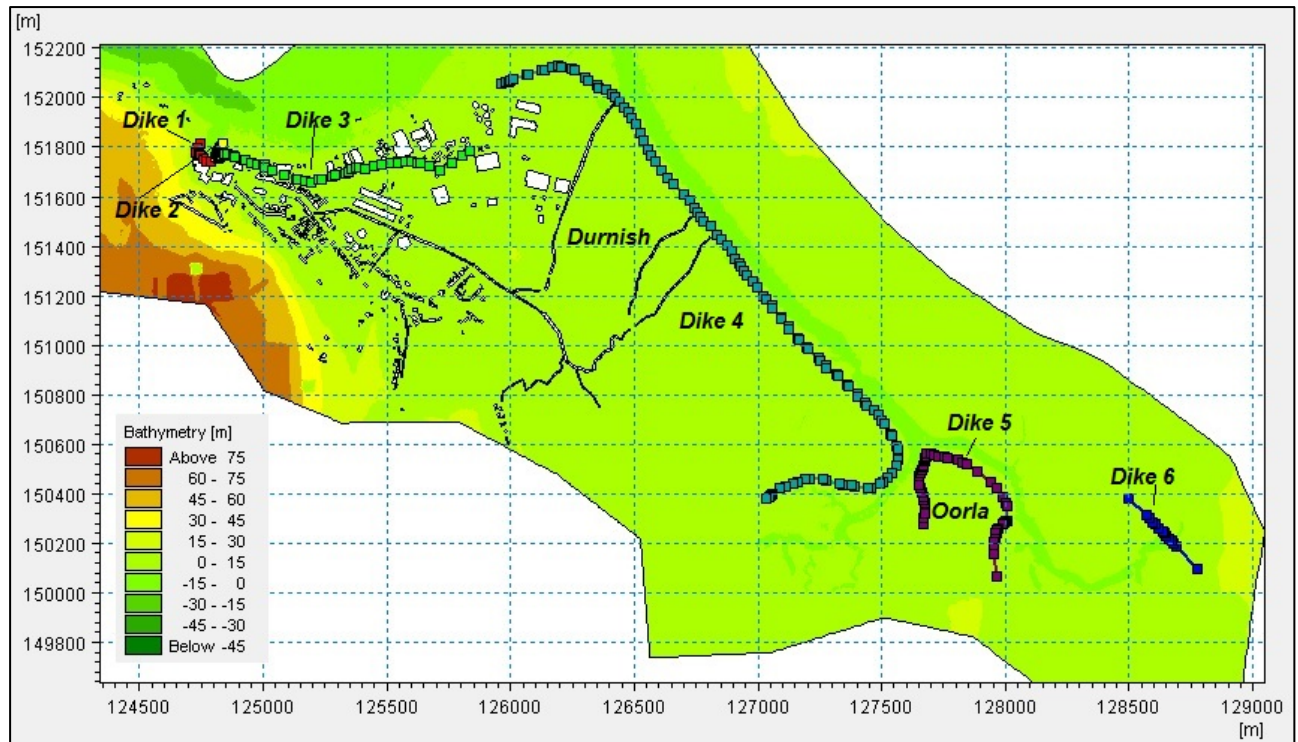 [m]
152200
152000
151800
151600
151400
151200
151000
150800
150600
150400
150200
150000
149800
Dike 1
Dike 3
Dike 2
Durnish
Dike 4
Dike 5
Dike 6
Oorla
Bathymetry [m]
Above 75
60 - 75
45 - 60
30 - 45
15 - 30
0 - 15
-15 - 0
-30 - -15
-45 - -30
Below -45
124500 125000 125500 126000 126500 127000 127500 128000 128500 129000
[m]